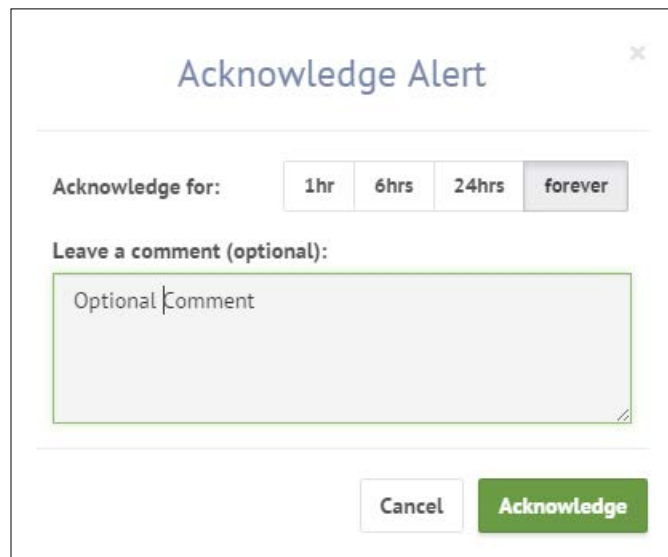 Acknowledge Alert
×
Acknowledge for: 1hr 6hrs 24hrs forever
Leave a comment (optional):
Optional Comment
Cancel Acknowledge